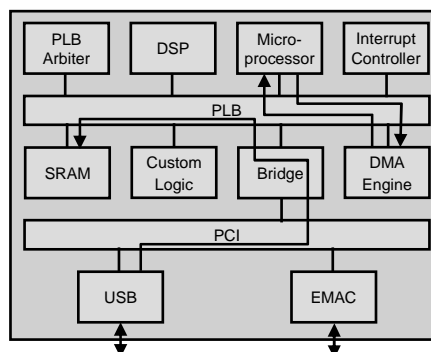 PLB
Arbiter
DSP
Micro-
processor
Interrupt
Controller
PLB
SRAM
Custom
Logic
Bridge
DMA
Engine
PCI
USB
EMAC